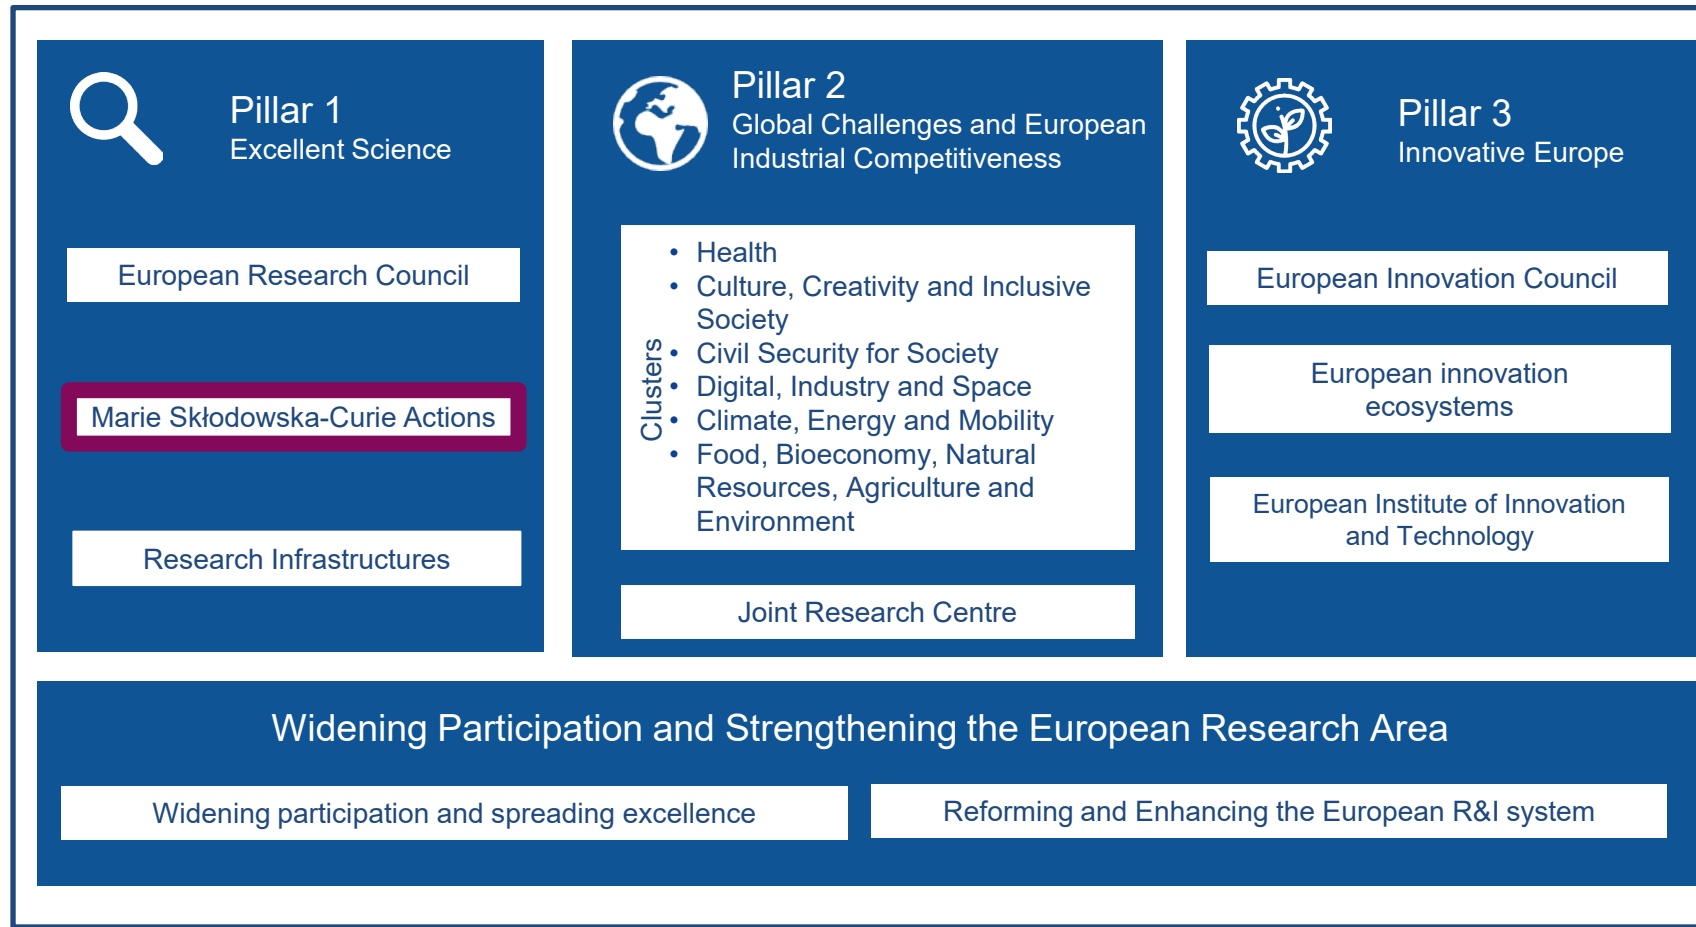 Pillar 1
Excellent Science
European Research Council
Marie Skłodowska-Curie Actions
Research Infrastructures
Pillar 2
Global Challenges and European
Industrial Competitiveness
Clusters
• Health
• Culture, Creativity and Inclusive
Society
• Civil Security for Society
• Digital, Industry and Space
• Climate, Energy and Mobility
• Food, Bioeconomy, Natural
Resources, Agriculture and
Environment
Joint Research Centre
Pillar 3
Innovative Europe
European Innovation Council
European innovation
ecosystems
European Institute of Innovation
and Technology
Widening Participation and Strengthening the European Research Area
Widening participation and spreading excellence
Reforming and Enhancing the European R&I system